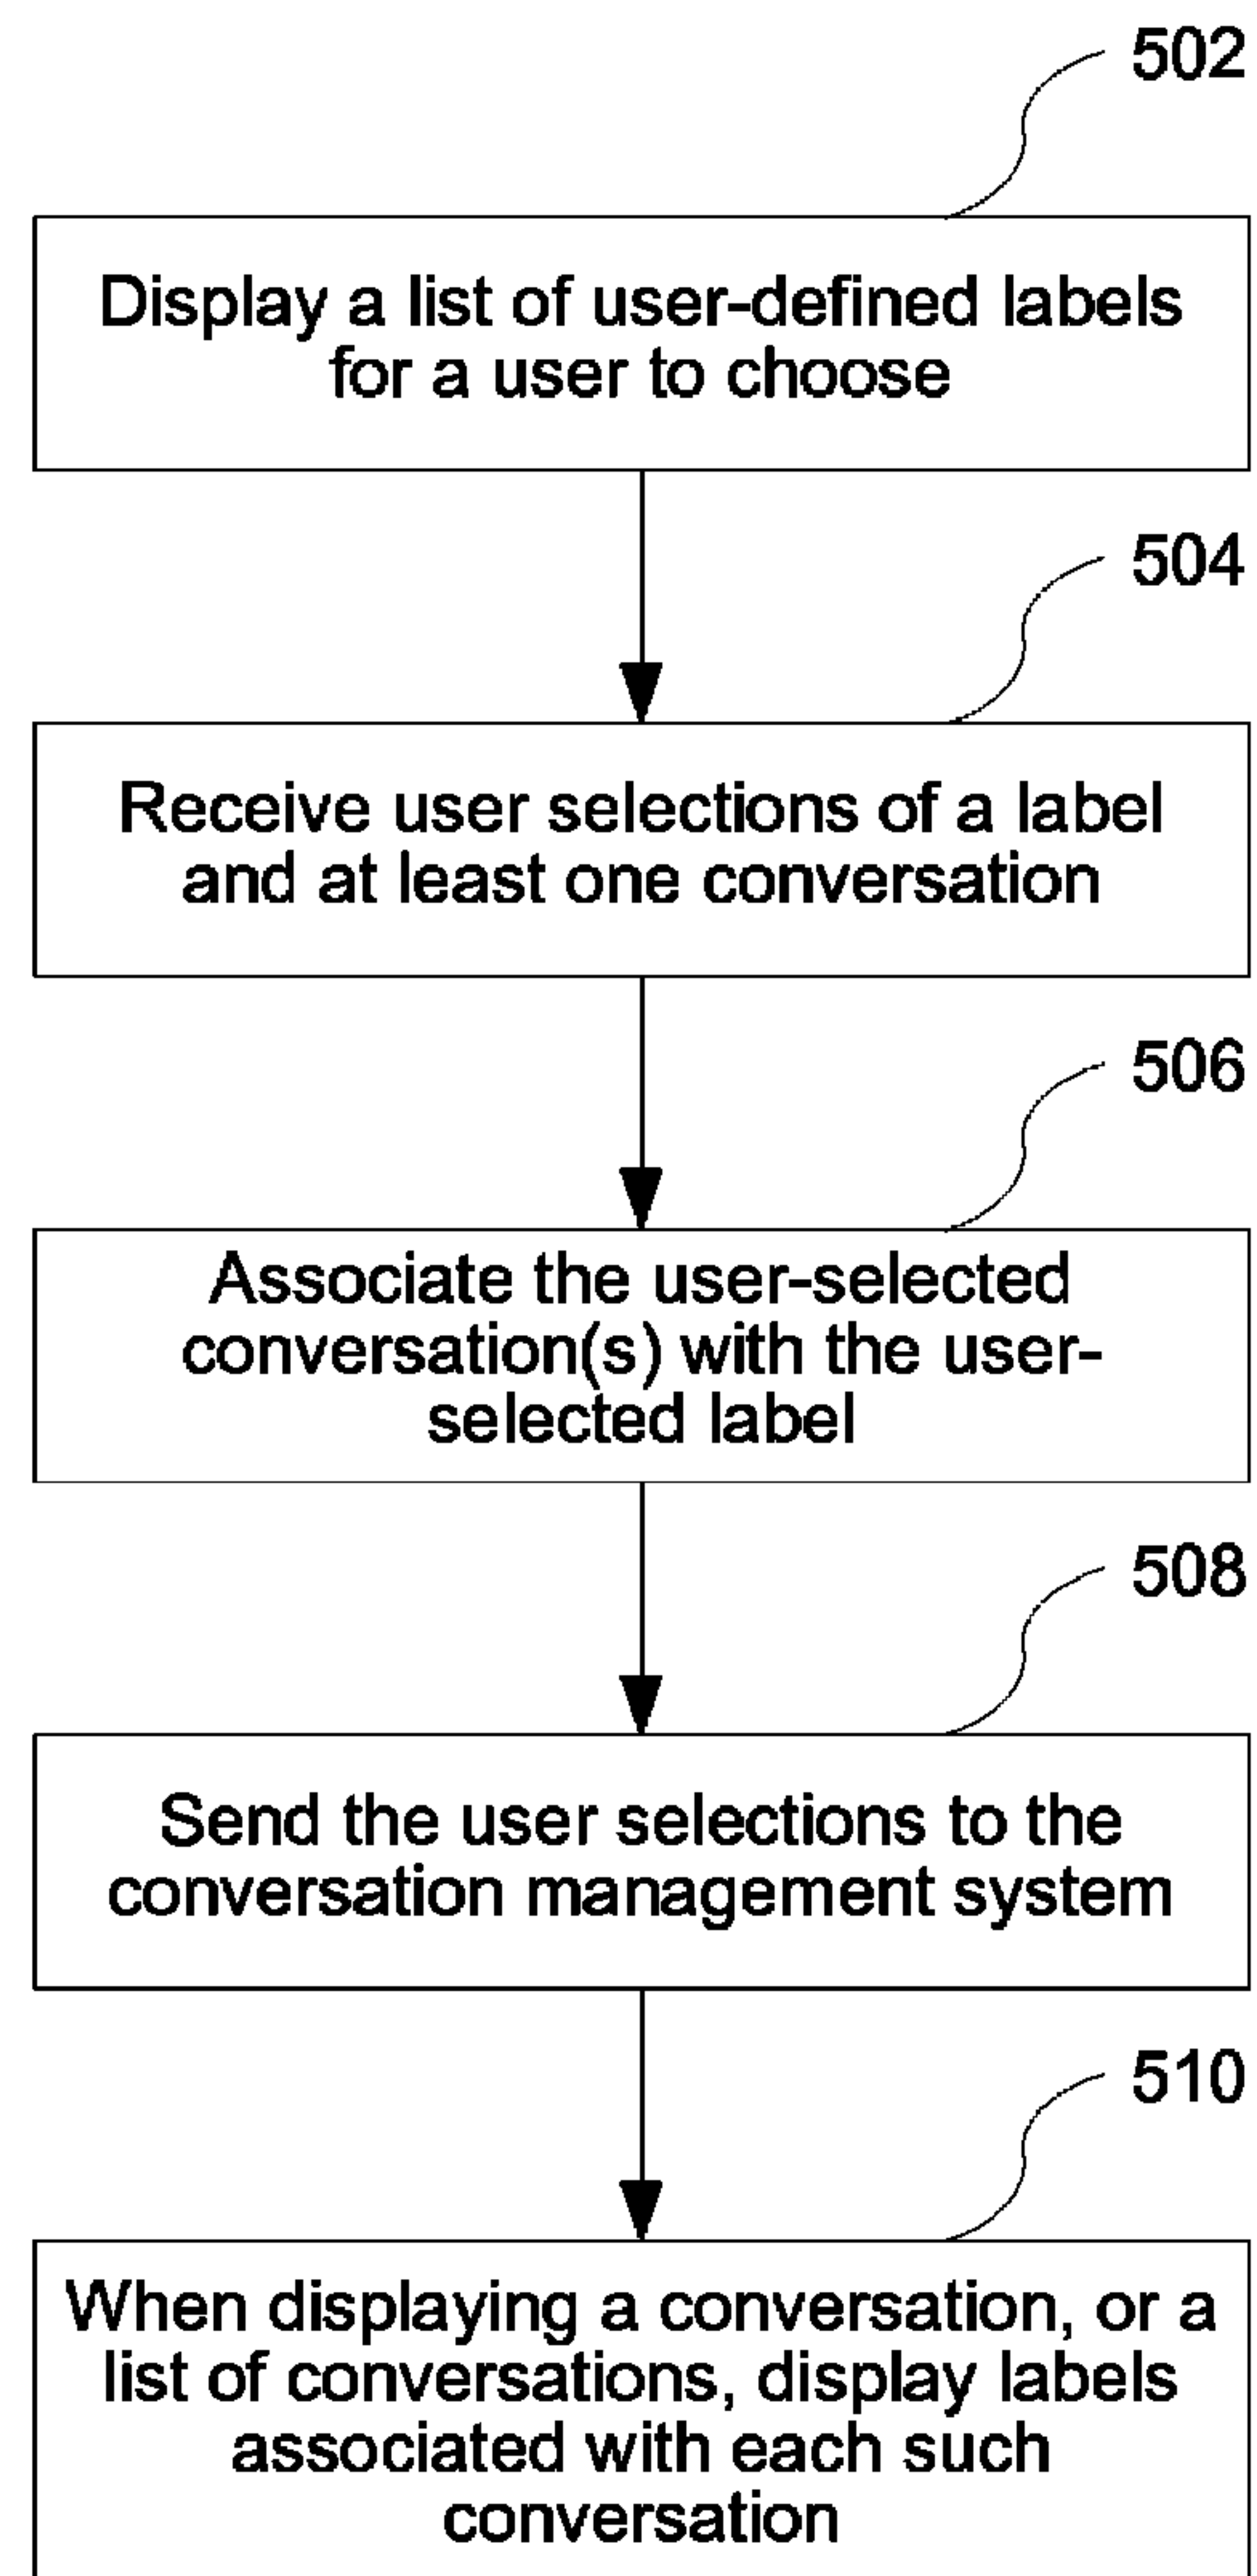 502
Display a list of user-defined labels
for a user to choose
504
Receive user selections of a label
and at least one conversation
506
Associate the user-selected
conversation(s) with the user-
selected label
508
Send the user selections to the
conversation management system
510
When displaying a conversation, or a
list of conversations, display labels
associated with each such
conversation